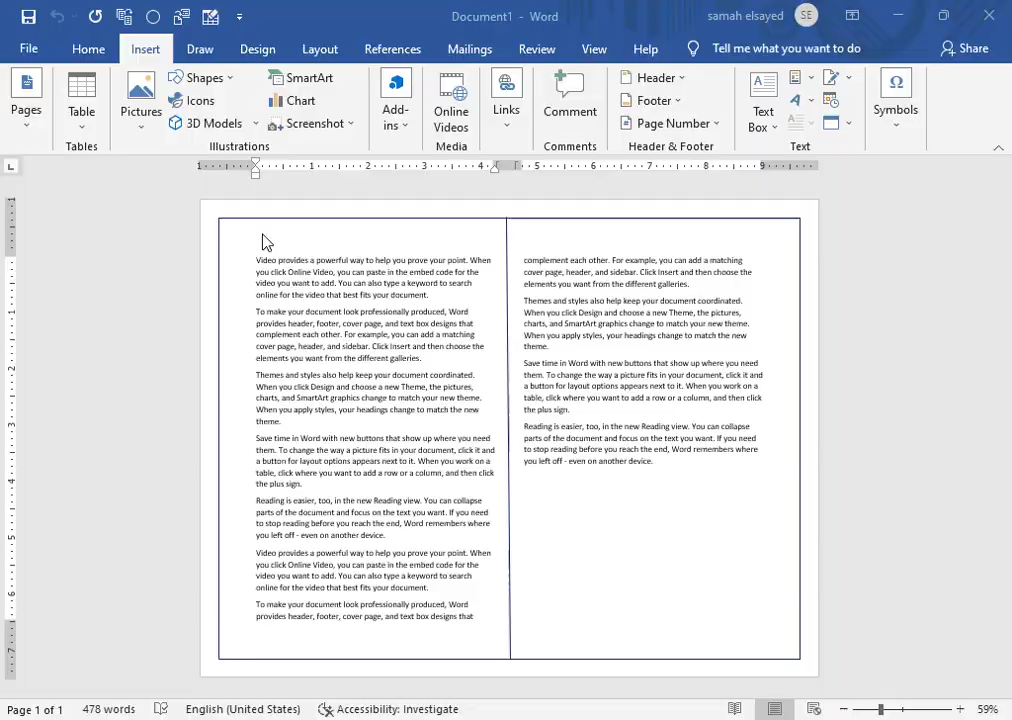 Document1 - Word
samah elsayed
SE
File
Home
Insert
Draw
Design
Layout
References
Mailings
Review
View
Help
Tell me what you want to do
Share
Pages
Table
Tables
Pictures
Shapes
Icons
3D Models
SmartArt
Chart
Screenshot
Illustrations
Add-
ins
Online
Videos
Media
Links
Comment
Comments
Header
Footer
Page Number
Header & Footer
Text
Box
Text
Symbols
1 1 2 3 4 5 6 7 8 9
Video provides a powerful way to help you prove your point. When
you click Online Video, you can paste in the embed code for the
video you want to add. You can also type a keyword to search
online for the video that best fits your document.
To make your document look professionally produced, Word
provides header, footer, cover page, and text box designs that
complement each other. For example, you can add a matching
cover page, header, and sidebar. Click Insert and then choose the
elements you want from the different galleries.
Themes and styles also help keep your document coordinated.
When you click Design and choose a new Theme, the pictures,
charts, and SmartArt graphics change to match your new theme.
When you apply styles, your headings change to match the new
theme.
Save time in Word with new buttons that show up where you need
them. To change the way a picture fits in your document, click it and
a button for layout options appears next to it. When you work on a
table, click where you want to add a row or a column, and then click
the plus sign.
Reading is easier, too, in the new Reading view. You can collapse
parts of the document and focus on the text you want. If you need
to stop reading before you reach the end, Word remembers where
you left off - even on another device.
Video provides a powerful way to help you prove your point. When
you click Online Video, you can paste in the embed code for the
video you want to add. You can also type a keyword to search
online for the video that best fits your document.
To make your document look professionally produced, Word
provides header, footer, cover page, and text box designs that
complement each other. For example, you can add a matching
cover page, header, and sidebar. Click Insert and then choose the
elements you want from the different galleries.
Themes and styles also help keep your document coordinated.
When you click Design and choose a new Theme, the pictures,
charts, and SmartArt graphics change to match your new theme.
When you apply styles, your headings change to match the new
theme.
Save time in Word with new buttons that show up where you need
them. To change the way a picture fits in your document, click it and
a button for layout options appears next to it. When you work on a
table, click where you want to add a row or a column, and then click
the plus sign.
Reading is easier, too, in the new Reading view. You can collapse
parts of the document and focus on the text you want. If you need
to stop reading before you reach the end, Word remembers where
you left off - even on another device.
1
1
2
3
4
5
6
7
Page 1 of 1
478 words
English (United States)
Accessibility: Investigate
59%